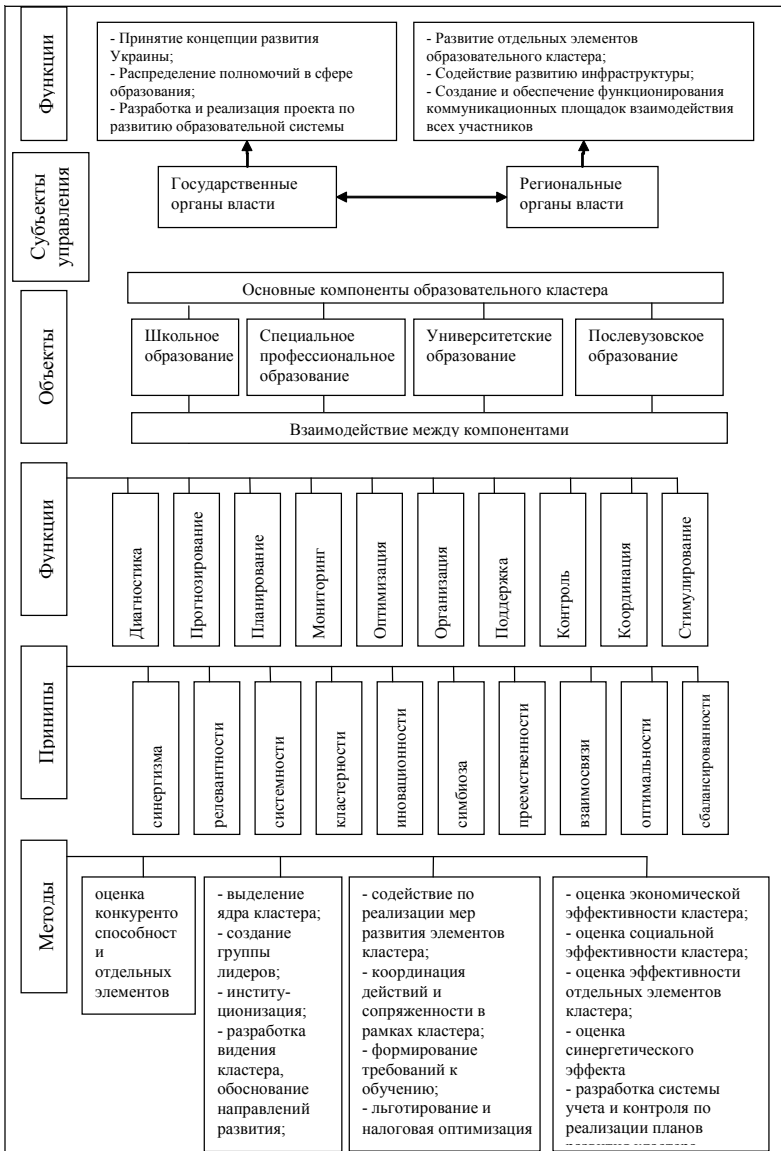 Функции
- Принятие концепции развития
Украины;
- Распределение полномочий в сфере
образования;
- Разработка и реализация проекта по
развитию образовательной системы
- Развитие отдельных элементов
образовательного кластера;
- Содействие развитию инфраструктуры;
- Создание и обеспечение функционирования
коммуникационных площадок взаимодействия
всех участников
Субъекты
управления
Государственные
органы власти
Региональные
органы власти
Объекты
Основные компоненты образовательного кластера
Школьное
образование
Специальное
профессиональное
образование
Университетские
образование
Послевузовское
образование
Взаимодействие между компонентами
Функции
Диагностика
Прогнозирование
Планирование
Мониторинг
Оптимизация
Организация
Поддержка
Контроль
Координация
Стимулирование
Принипы
синергизма
релевантности
системности
кластерности
иновационности
симбиоза
преемственности
взаимосвязи
оптимальности
сбалансированности
Методы
оценка
конкуренто
способност
и
отдельных
элементов
- выделение
ядра кластера;
- создание
группы
лидеров;
- институ-
ционизация;
- разработка
видения
кластера,
обоснование
направлений
развития;
- содействие по
реализации мер
развития элементов
кластера;
- координация
действий и
сопряженности в
рамках кластера;
- формирование
требований к
обучению;
- льготирование и
налоговая оптимизация
- оценка экономической
эффективности кластера;
- оценка социальной
эффективности кластера;
- оценка эффективности
отдельных элементов
кластера;
- оценка
синергетического
эффекта
- разработка системы
учета и контроля по
реализации планов